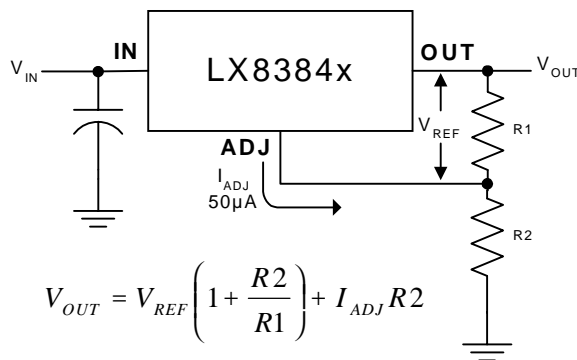 IN
LX8384x
OUT
V_IN
V_OUT
V_REF
R1
ADJ
I_ADJ
50µA
R2
V_OUT = V_REF(1 + R2/R1) + I_ADJ R2